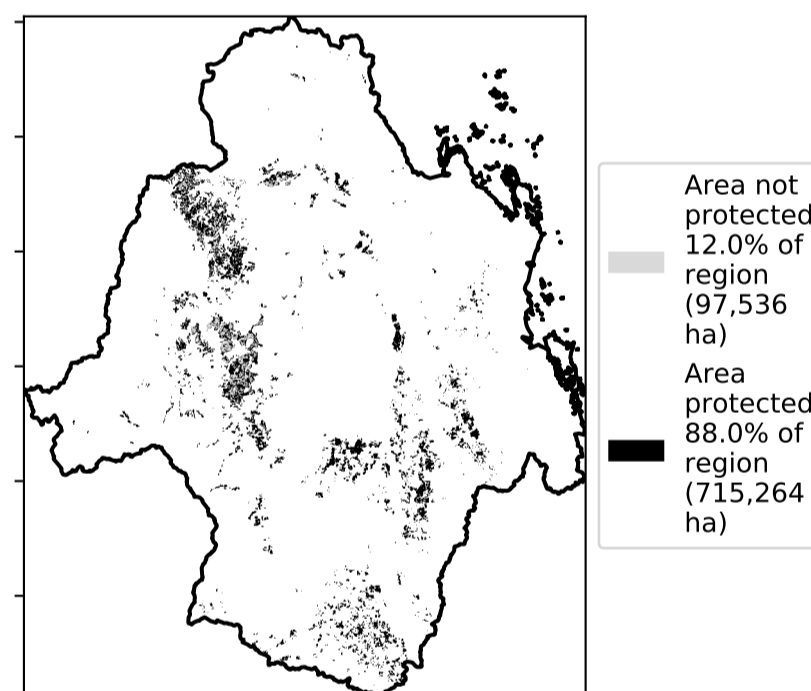 Area not
protected
12.0% of
region
(97,536
ha)
Area
protected
88.0% of
region
(715,264
ha)